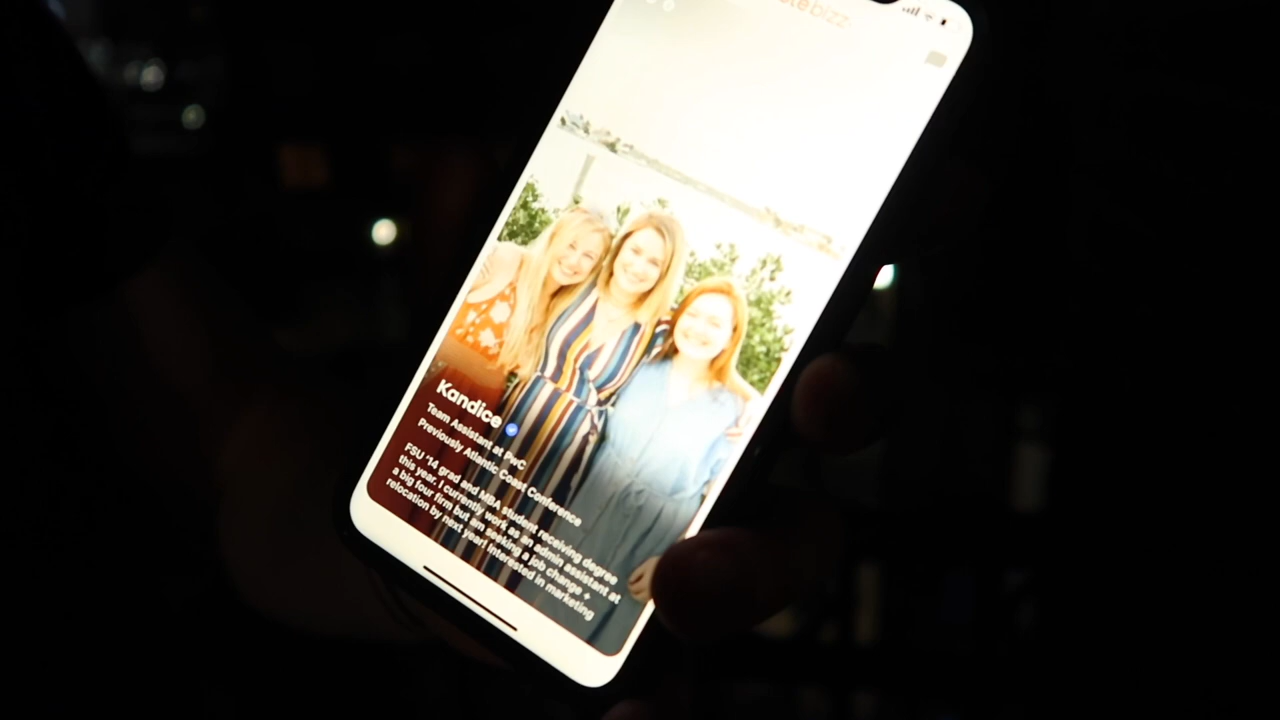 bizz
Kandice
Team Assistant at PwC
Previously Atlantic Coast Conference
FSU '14 grad and MBA student receiving degree
this year. I currently work as an admin assistant at
a big four firm but am seeking a job change +
relocation by next year! Interested in marketing